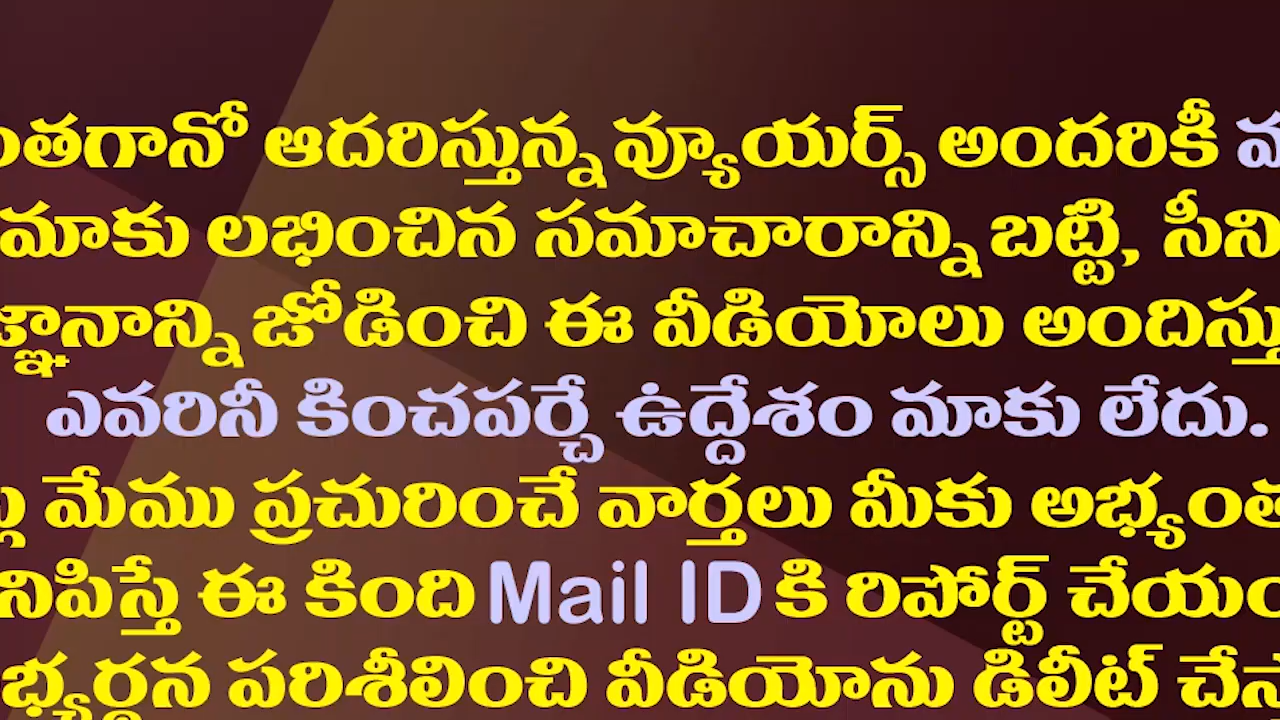 ఆదరిస్తున్న వ్యూయర్స్ అందరికీ
మాకు లభించిన సమాచారాన్ని బట్టి,
జోడించి ఈ వీడియోలు
ఎవరినీ కించపర్చే ఉద్దేశం మాకు లేదు.
మేము ప్రచురించే వార్తలు మీకు
ఈ కింది Mail ID కి రిపోర్ట్
పరిశీలించి వీడియోను డిలీట్